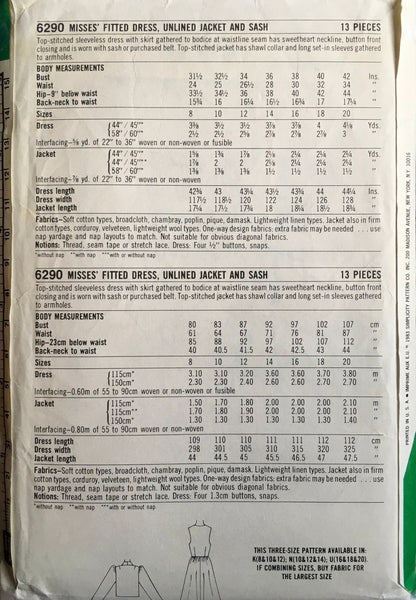 6290 MISSES' FITTED DRESS, UNLINED JACKET AND SASH 13 PIECES
Top-stitched sleeveless dress with skirt gathered to bodice at waistline seam has sweetheart neckline, button front
closing and is worn with sash or purchased belt. Top-stitched jacket has shawl collar and long set-in sleeves gathered
to armholes.
BODY MEASUREMENTS
Bust 31½ 32½ 34 36 38 40 42 Ins.
Waist 24 25 26½ 28 30 32 34 "
Hip–9" below waist 33½ 34½ 36 38 40 42 44 "
Back-neck to waist 15¾ 16 16¼ 16½ 16¾ 17 17¼ "
Sizes 8 10 12 14 16 18 20
Dress 44" /45"*** 3⅜ 3½ 3⅞ 3⅞ 4 4⅛ Yds.
58" /60"*** 2½ 2½ 2⅝ 2⅞ 2⅞ 2⅞ 3 "
Interfacing–⅝ yd. of 22" to 36" woven or non-woven or fusible
Jacket 44" /45"* 1⅝ 2¼ 2¼ 2¼ 2¼ Yds.
44" /45"** 1⅞ 2 2¼ 2¼ 2¼ "
58" /60"*** 1⅜ 1⅜ 1⅜ 1½ 1½ 1½ "
Interfacing–⅞ yd. of 22" to 36" woven or non-woven
Dress length 42¾ 43 43¼ 43½ 43¾ 44 44¼ Ins.
Dress width 117½ 118½ 120 122 124 126 128 "
Jacket length 17¼ 17½ 17¾ 18 18¼ 18½ 18¾ "
Fabrics–Soft cotton types, broadcloth, chambray, poplin, pique, damask. Lightweight linen types. Jacket also in firm
cotton types, corduroy, velveteen, lightweight wool types. One-way design fabrics: extra fabric may be needed . . . use
nap yardage and nap layouts to match. Not suitable for obvious diagonal fabrics.
Notions: Thread, seam tape or stretch lace. Dress: Four ½" buttons, snaps.
*without nap **with nap ***with or without nap
6290 MISSES' FITTED DRESS, UNLINED JACKET AND SASH 13 PIECES
Top-stitched sleeveless dress with skirt gathered to bodice at waistline seam has sweetheart neckline, button front
closing and is worn with sash or purchased belt. Top-stitched jacket has shawl collar and long set-in sleeves gathered
to armholes.
BODY MEASUREMENTS
Bust 80 83 87 92 97 102 107 cm
Waist 61 64 67 71 76 81 87 "
Hip–23cm below waist 85 88 92 97 102 107 112 "
Back-neck to waist 40 40.5 41.5 42 42.5 43 44 "
Sizes 8 10 12 14 16 18 20
Dress 115cm* 3.10 3.10 3.20 3.60 3.60 3.70 3.80 m
150cm* 2.30 2.30 2.40 2.60 2.60 2.70 2.70 "
Interfacing–0.60m of 55 to 90cm woven or non-woven or fusible
Jacket 115cm* 1.50 1.70 1.80 2.00 2.00 2.00 2.10 m
115cm** 1.70 1.80 1.90 2.00 2.00 2.00 2.10 "
150cm* 1.30 1.30 1.30 1.30 1.30 1.30 1.40 "
Interfacing–0.80m of 55 to 90cm woven or non-woven
Dress length 109 110 110 111 111 112 112 cm
Dress width 298 301 305 310 315 320 325 "
Jacket length 44 44.5 45 45.5 46.5 47 47.5 "
Fabrics–Soft cotton types, broadcloth, chambray, poplin, pique, damask. Lightweight linen types. Jacket also in firm
cotton types, corduroy, velveteen, lightweight wool types. One-way design fabrics: extra fabric may be needed . . . use
nap yardage and nap layouts to match. Not suitable for obvious diagonal fabrics.
Notions: Thread, seam tape or stretch lace. Dress: Four 1.3cm buttons, snaps.
*without nap **with nap ***with or without nap
THIS THREE-SIZE PATTERN AVAILABLE IN:
K(8&10&12); N(10&12&14); U(16&18&20)
IF COMBINING SIZES, BUY FABRIC FOR
THE LARGEST SIZE
PRINTED IN U. S. A. ● IMPRIMÉ AUX É.U. © 1983 SIMPLICITY PATTERN CO. INC. 200 MADISON AVENUE, NEW YORK, N.Y. 10016